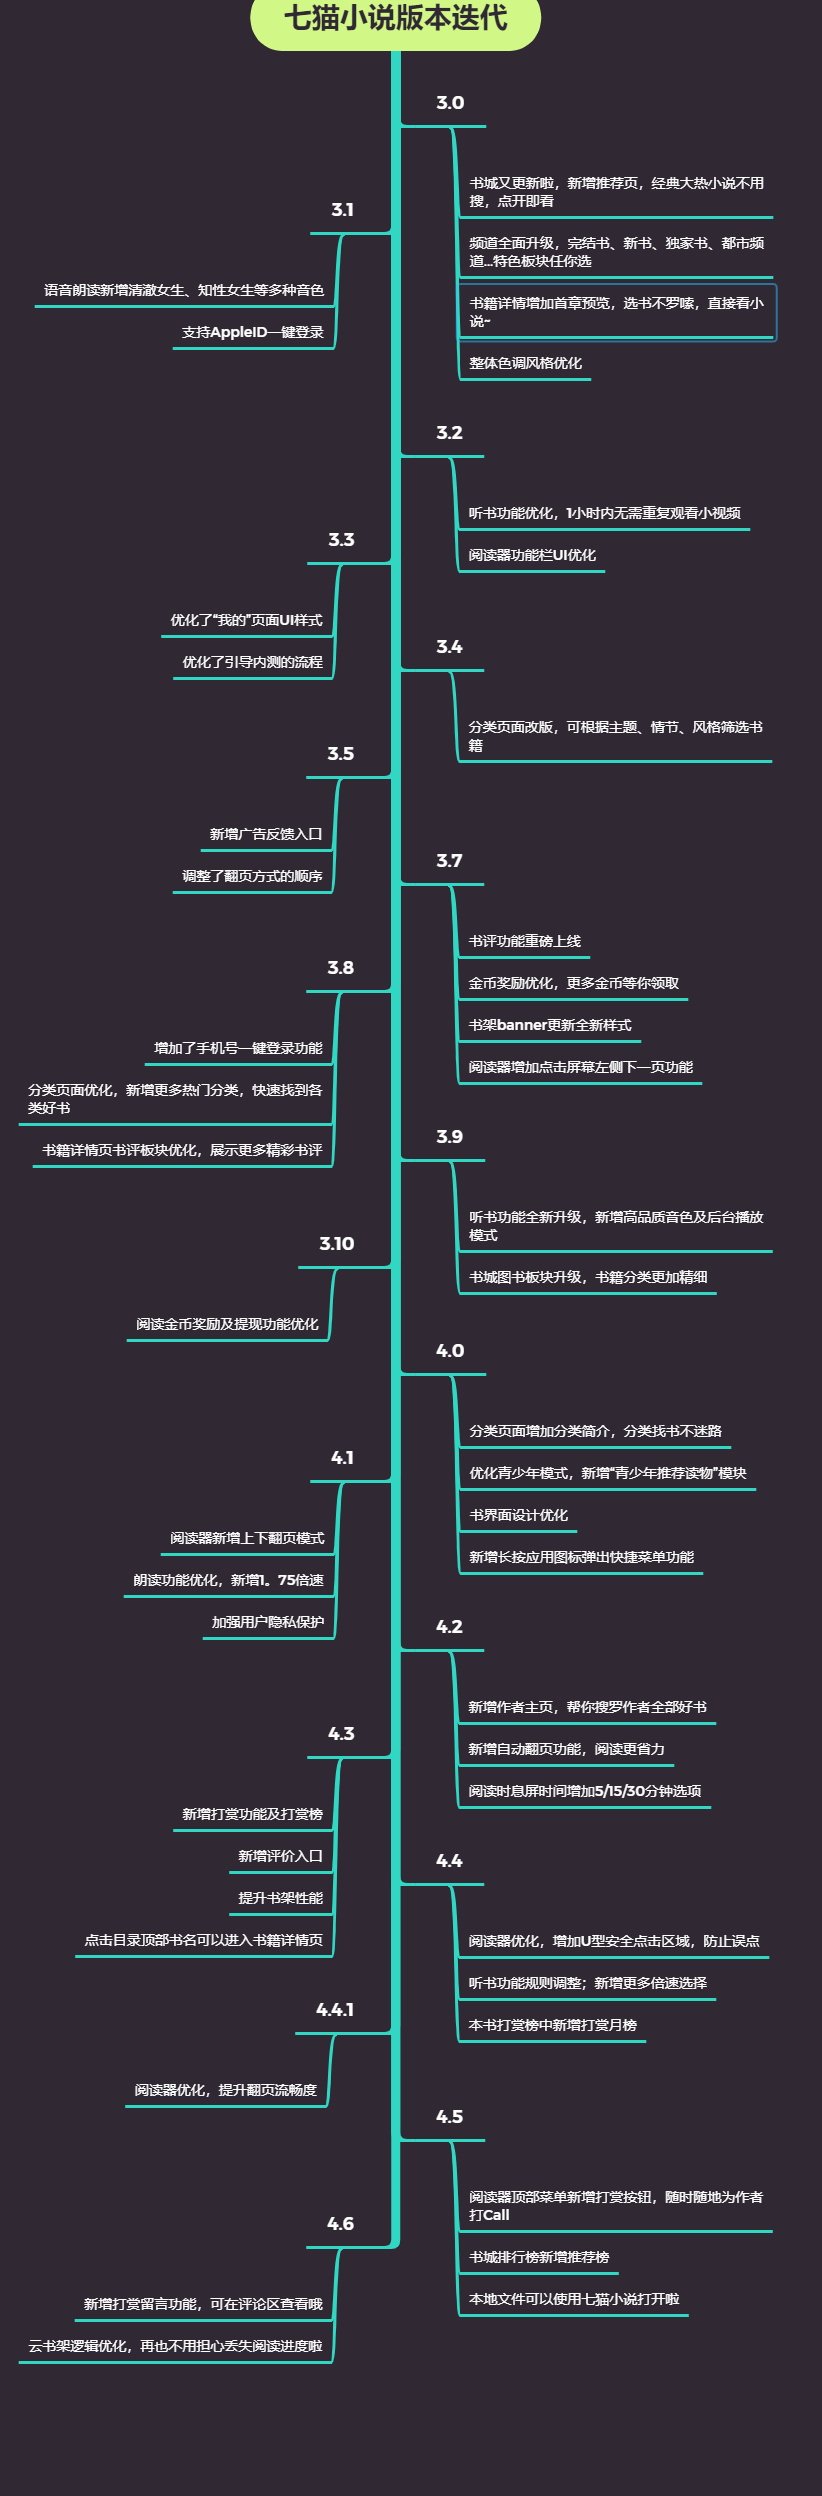 七猫小说版本迭代
3.0
书城又更新啦，新增推荐页，经典大热小说不用
搜，点开即看
频道全面升级，完结书、新书、独家书、都市频
道...特色板块任你选
书籍详情增加首章预览，选书不罗嗦，直接看小
说~
整体色调风格优化
3.1
语音朗读新增清澈女生、知性女生等多种音色
支持AppleID一键登录
3.2
听书功能优化，1小时内无需重复观看小视频
阅读器功能栏UI优化
3.3
优化了“我的”页面UI样式
优化了引导内测的流程
3.4
分类页面改版，可根据主题、情节、风格筛选书
籍
3.5
新增广告反馈入口
调整了翻页方式的顺序
3.7
书评功能重磅上线
金币奖励优化，更多金币等你领取
书架banner更新全新样式
阅读器增加点击屏幕左侧下一页功能
3.8
增加了手机号一键登录功能
分类页面优化，新增更多热门分类，快速找到各
类好书
书籍详情页书评板块优化，展示更多精彩书评
3.9
听书功能全新升级，新增高品质音色及后台播放
模式
书城图书板块升级，书籍分类更加精细
3.10
阅读金币奖励及提现功能优化
4.0
分类页面增加分类简介，分类找书不迷路
优化青少年模式，新增“青少年推荐读物”模块
书界面设计优化
新增长按应用图标弹出快捷菜单功能
4.1
阅读器新增上下翻页模式
朗读功能优化，新增1。75倍速
加强用户隐私保护
4.2
新增作者主页，帮你搜罗作者全部好书
新增自动翻页功能，阅读更省力
阅读时息屏时间增加5/15/30分钟选项
4.3
新增打赏功能及打赏榜
新增评价入口
提升书架性能
点击目录顶部书名可以进入书籍详情页
4.4
阅读器优化，增加U型安全点击区域，防止误点
听书功能规则调整；新增更多倍速选择
本书打赏榜中新增打赏月榜
4.4.1
阅读器优化，提升翻页流畅度
4.5
阅读器顶部菜单新增打赏按钮，随时随地为作者
打Call
书城排行榜新增推荐榜
本地文件可以使用七猫小说打开啦
4.6
新增打赏留言功能，可在评论区查看哦
云书架逻辑优化，再也不用担心丢失阅读进度啦